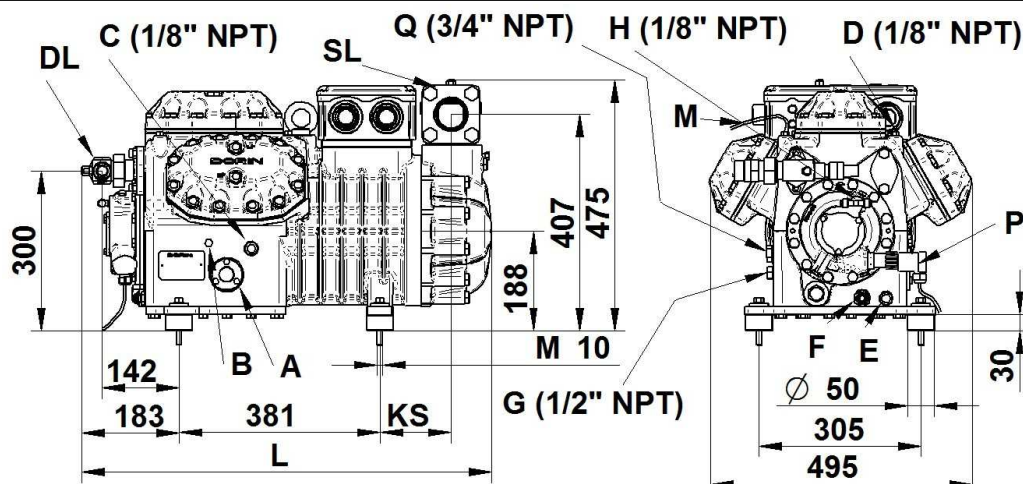 C (1/8" NPT)
Q (3/4" NPT)
H (1/8" NPT)
D (1/8" NPT)
DL
SL
M
DORIN
P
300
188
407
475
B
A
M 10
F
E
30
142
G (1/2" NPT)
Ø 50
183
381
KS
305
L
495